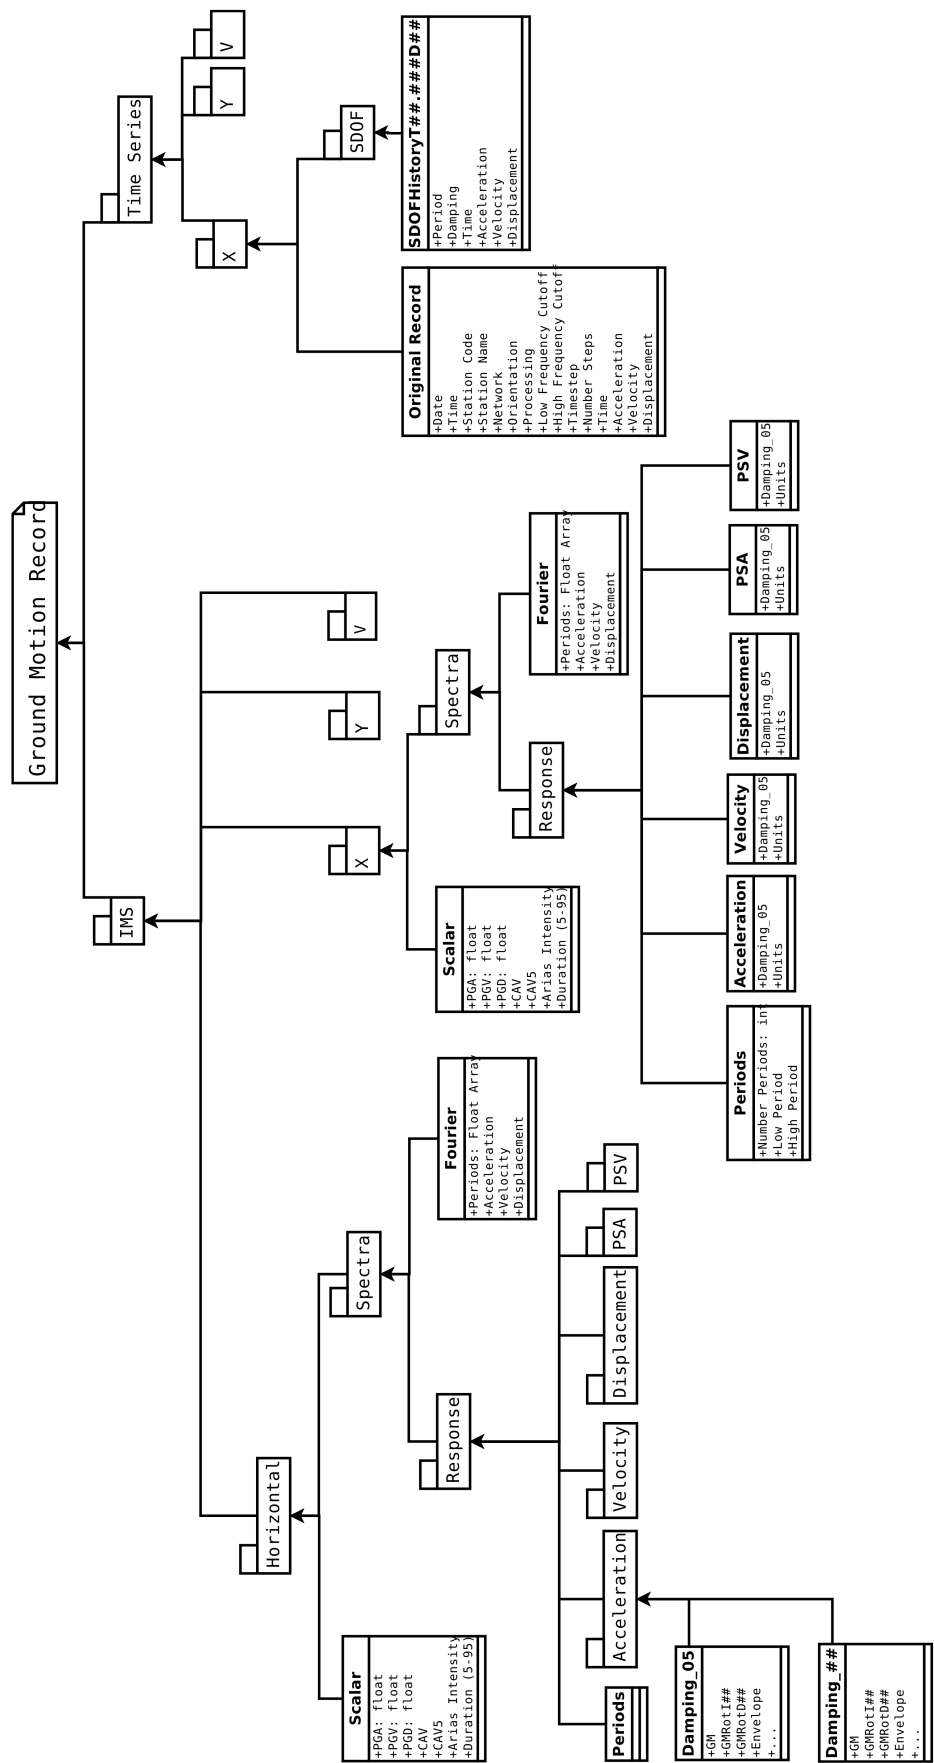 Ground Motion Record
IMS
Time Series
Horizontal
X
Y
V
X
Y
V
Scalar
+PGA: float
+PGV: float
+PGD: float
+CAV
+CAV5
+Arias Intensity
+Duration (5-95)
Spectra
Response
Fourier
+Periods: Float Array
+Acceleration
+Velocity
+Displacement
Periods
Acceleration
Velocity
Displacement
PSA
PSV
Damping_05
+GM
+GMRotI##
+GMRotD##
+Envelope
+...
Damping_##
+GM
+GMRotI##
+GMRotD##
+Envelope
+...
Scalar
+PGA: float
+PGV: float
+PGD: float
+CAV
+CAV5
+Arias Intensity
+Duration (5-95)
Spectra
Response
Fourier
+Periods: Float Array
+Acceleration
+Velocity
+Displacement
Periods
+Number Periods: int
+Low Period
+High Period
Acceleration
+Damping_05
+Units
Velocity
+Damping_05
+Units
Displacement
+Damping_05
+Units
PSA
+Damping_05
+Units
PSV
+Damping_05
+Units
Original Record
+Date
+Time
+Station Code
+Station Name
+Network
+Orientation
+Processing
+Low Frequency Cutoff
+High Frequency Cutoff
+Timestep
+Number Steps
+Time
+Acceleration
+Velocity
+Displacement
SDOF
SDOFHistoryT##.###D##
+Period
+Damping
+Time
+Acceleration
+Velocity
+Displacement